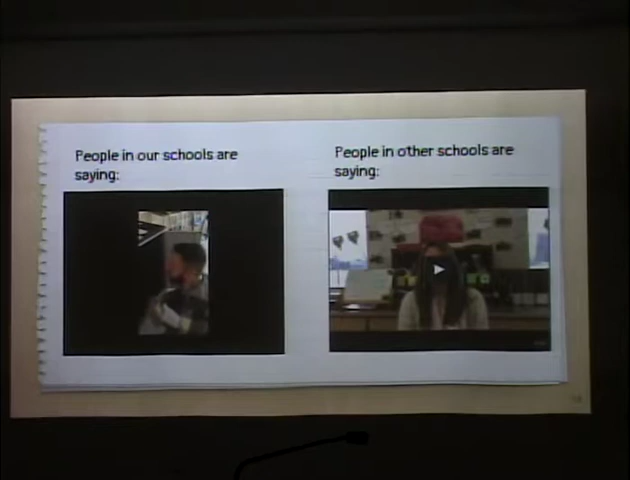 People in our schools are
saying:
People in other schools are
saying: